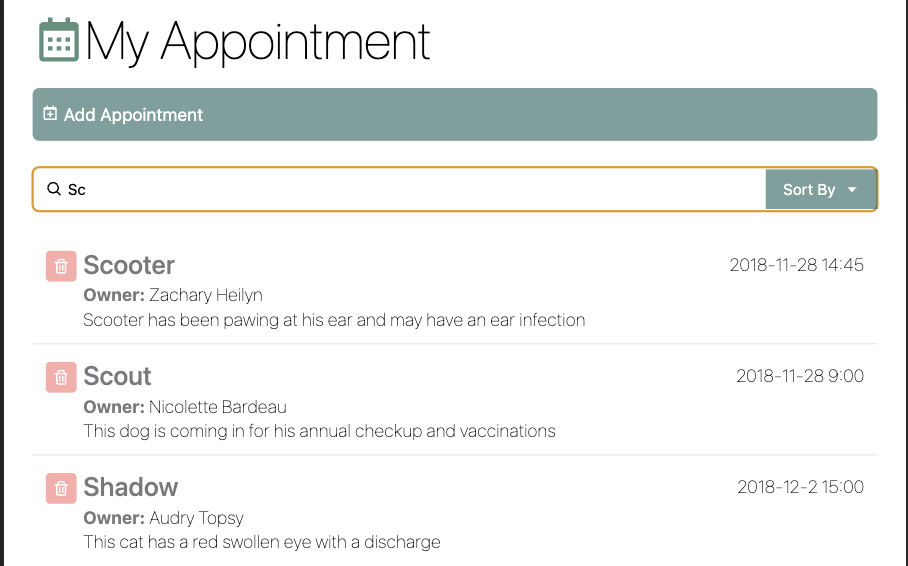 My Appointment
Add Appointment
Sc
Sort By
Scooter
2018-11-28 14:45
Owner: Zachary Heilyn
Scooter has been pawing at his ear and may have an ear infection
Scout
2018-11-28 9:00
Owner: Nicolette Bardeau
This dog is coming in for his annual checkup and vaccinations
Shadow
2018-12-2 15:00
Owner: Audry Topsy
This cat has a red swollen eye with a discharge